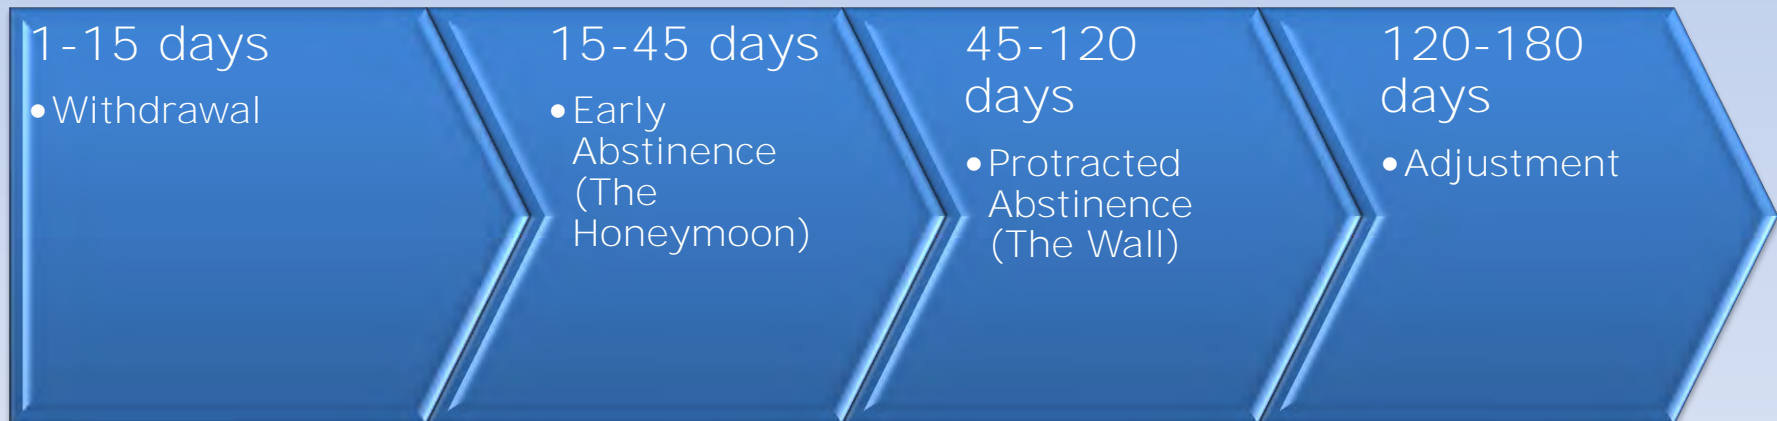 1-15 days
•Withdrawal
15-45 days
•Early
Abstinence
(The
Honeymoon)
45-120
days
•Protracted
Abstinence
(The Wall)
120-180
days
•Adjustment